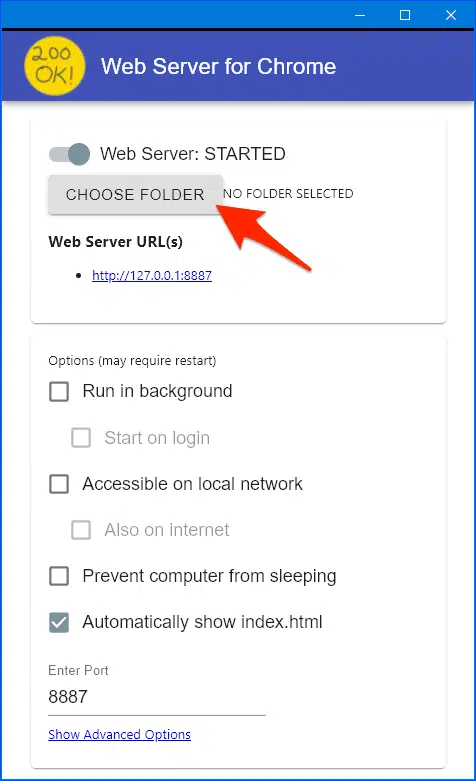 200 OK!
Web Server for Chrome
Web Server: STARTED
CHOOSE FOLDER NO FOLDER SELECTED
Web Server URL(s)
http://127.0.0.1:8887
Options (may require restart)
Run in background
Start on login
Accessible on local network
Also on internet
Prevent computer from sleeping
Automatically show index.html
Enter Port
8887
Show Advanced Options